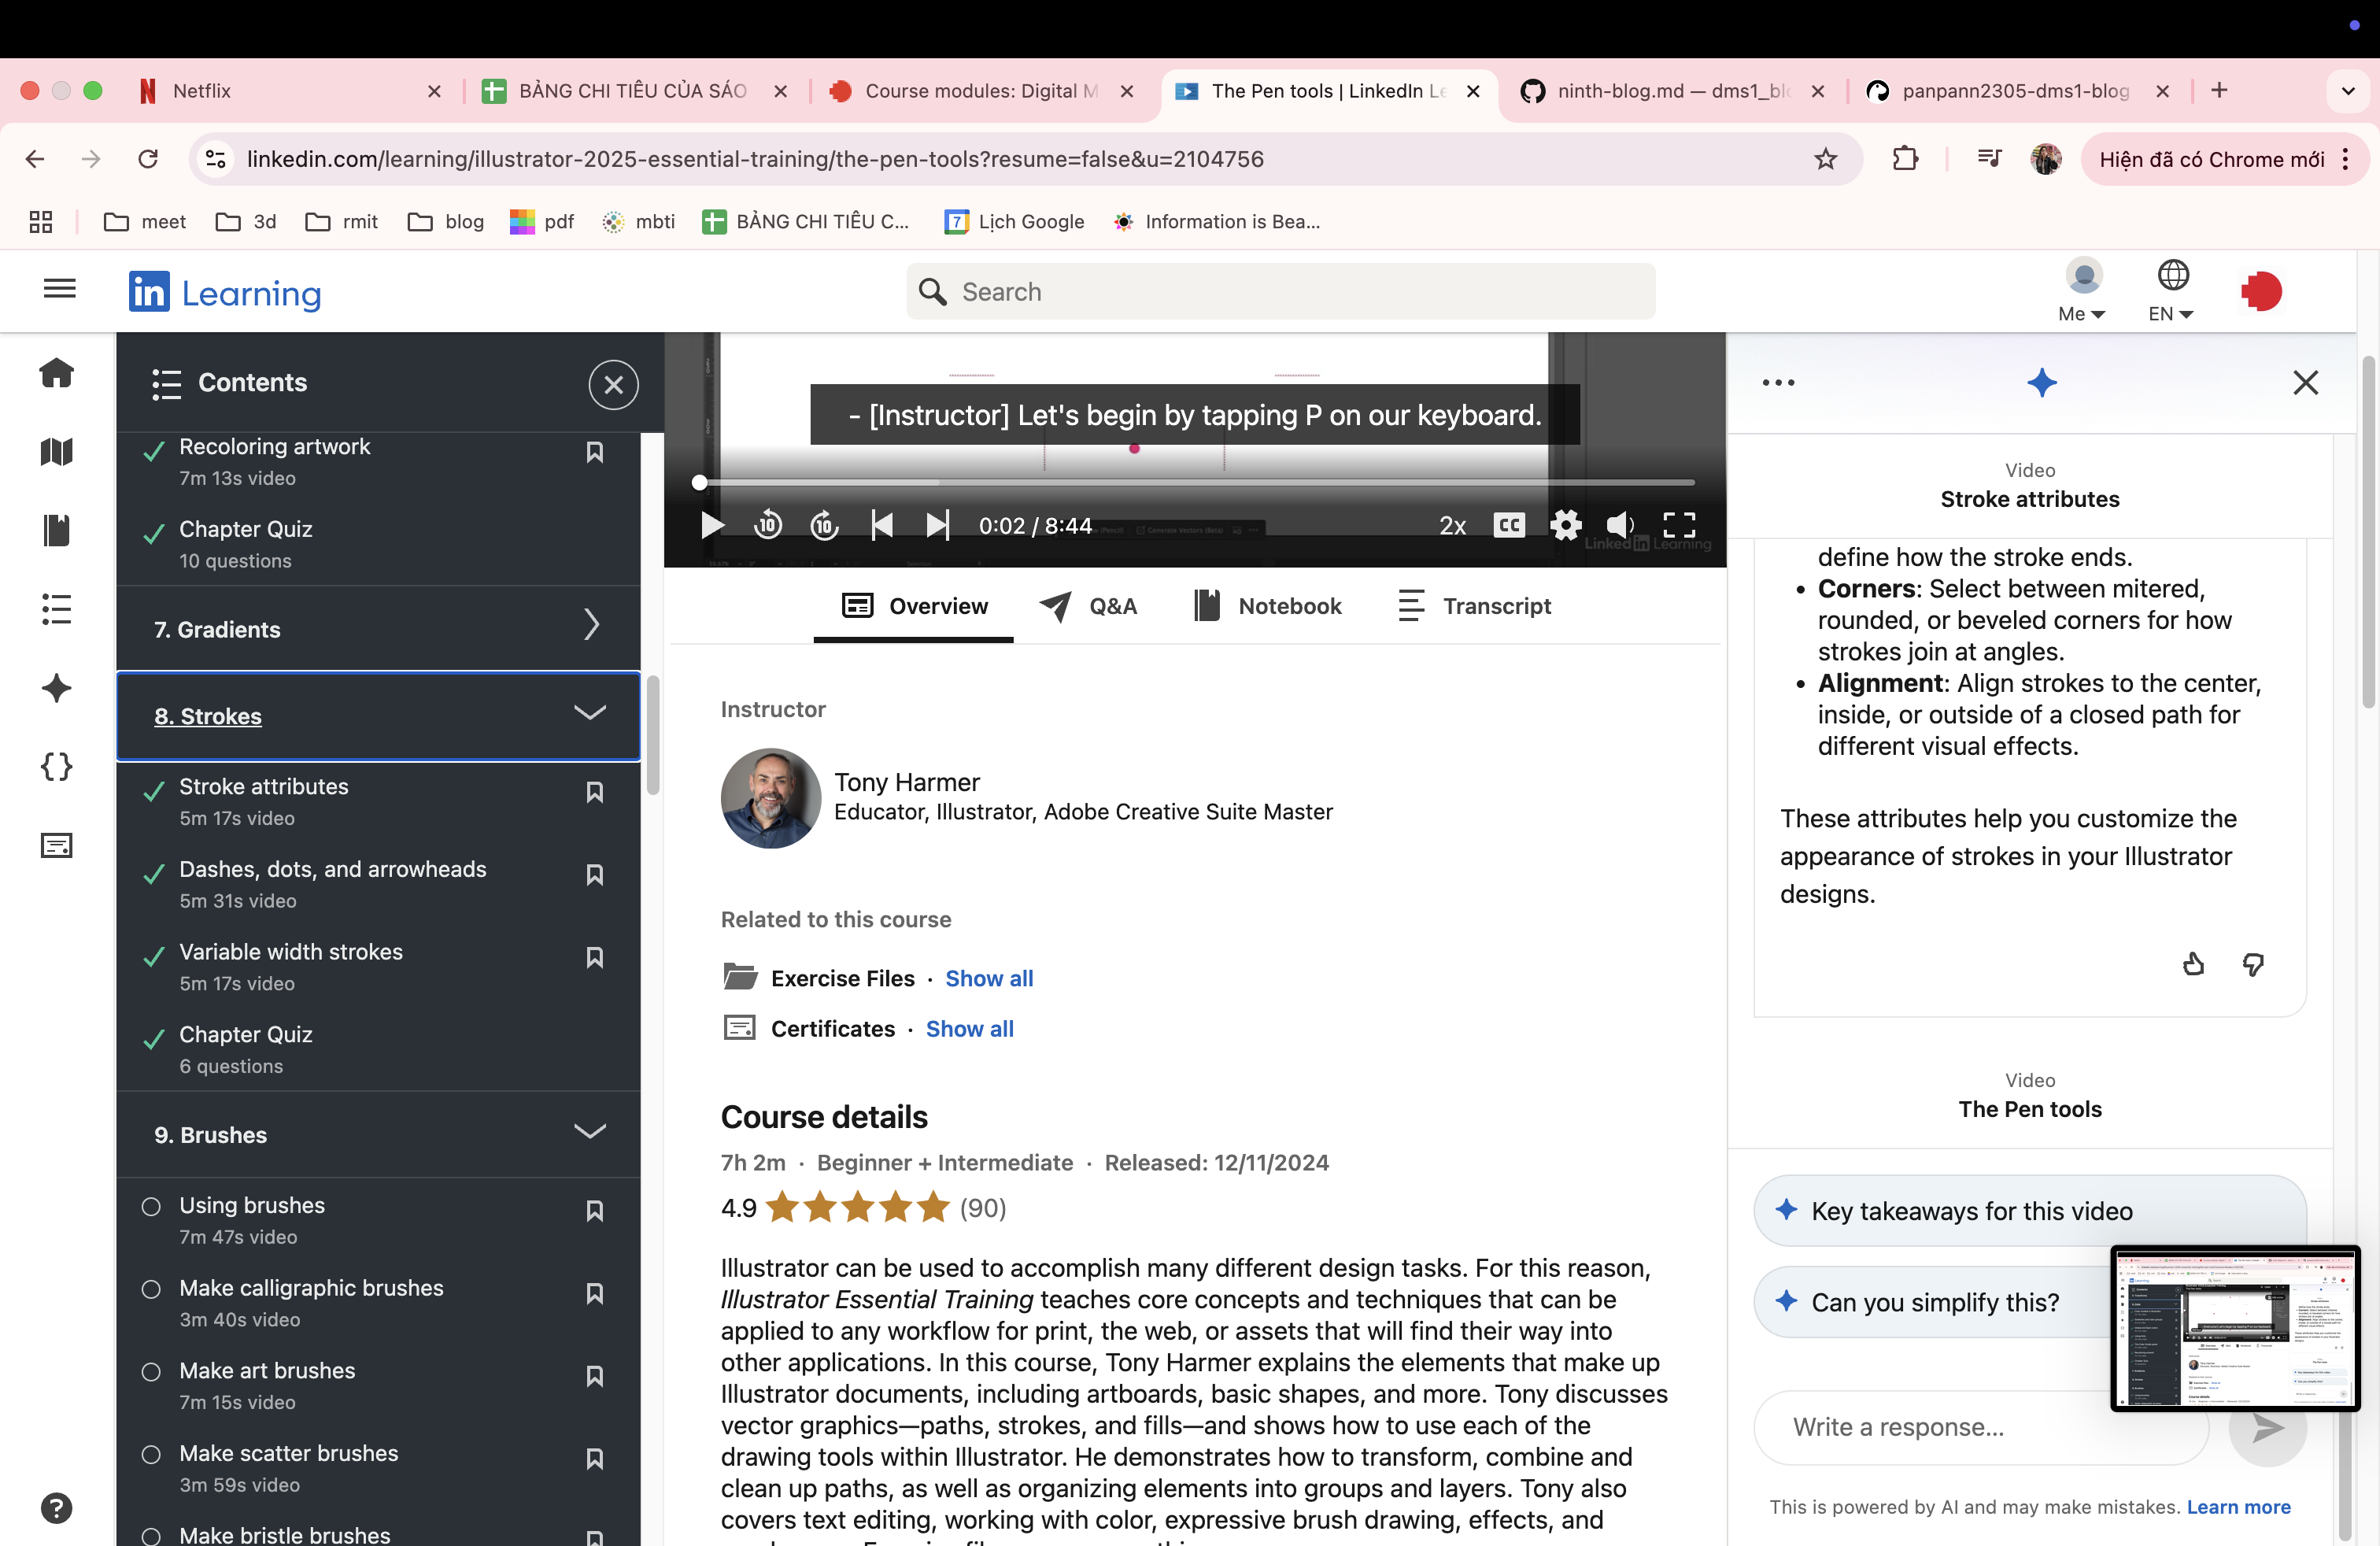 Netflix
BẢNG CHI TIÊU CỦA SÁO
Course modules: Digital M
The Pen tools | LinkedIn Le
ninth-blog.md — dms1_blo
panpann2305-dms1-blog
linkedin.com/learning/illustrator-2025-essential-training/the-pen-tools?resume=false&u=2104756
Hiện đã có Chrome mới
meet
3d
rmit
blog
pdf
mbti
BẢNG CHI TIÊU C...
7
Lịch Google
Information is Bea...
in Learning
Search
Me
EN
Contents
Recoloring artwork
7m 13s video
Chapter Quiz
10 questions
7. Gradients
8. Strokes
Stroke attributes
5m 17s video
Dashes, dots, and arrowheads
5m 31s video
Variable width strokes
5m 17s video
Chapter Quiz
6 questions
9. Brushes
Using brushes
7m 47s video
Make calligraphic brushes
3m 40s video
Make art brushes
7m 15s video
Make scatter brushes
3m 59s video
Make bristle brushes
- [Instructor] Let's begin by tapping P on our keyboard.
10
10
0:02 / 8:44
2x
CC
Linked in Learning
Overview
Q&A
Notebook
Transcript
Instructor
Tony Harmer
Educator, Illustrator, Adobe Creative Suite Master
Related to this course
Exercise Files · Show all
Certificates · Show all
Course details
7h 2m · Beginner + Intermediate · Released: 12/11/2024
4.9 (90)
Illustrator can be used to accomplish many different design tasks. For this reason,
Illustrator Essential Training teaches core concepts and techniques that can be
applied to any workflow for print, the web, or assets that will find their way into
other applications. In this course, Tony Harmer explains the elements that make up
Illustrator documents, including artboards, basic shapes, and more. Tony discusses
vector graphics—paths, strokes, and fills—and shows how to use each of the
drawing tools within Illustrator. He demonstrates how to transform, combine and
clean up paths, as well as organizing elements into groups and layers. Tony also
covers text editing, working with color, expressive brush drawing, effects, and
Video
Stroke attributes
define how the stroke ends.
• Corners: Select between mitered,
rounded, or beveled corners for how
strokes join at angles.
• Alignment: Align strokes to the center,
inside, or outside of a closed path for
different visual effects.
These attributes help you customize the
appearance of strokes in your Illustrator
designs.
Video
The Pen tools
Key takeaways for this video
Can you simplify this?
Write a response...
This is powered by AI and may make mistakes. Learn more